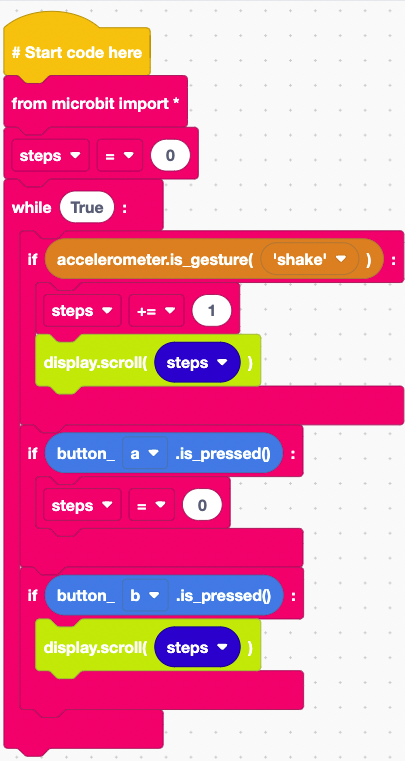 # Start code here
from microbit import *
steps = 0
while True :
if accelerometer.is_gesture( 'shake' ) :
steps += 1
display.scroll( steps )
if button_ a .is_pressed() :
steps = 0
if button_ b .is_pressed() :
display.scroll( steps )